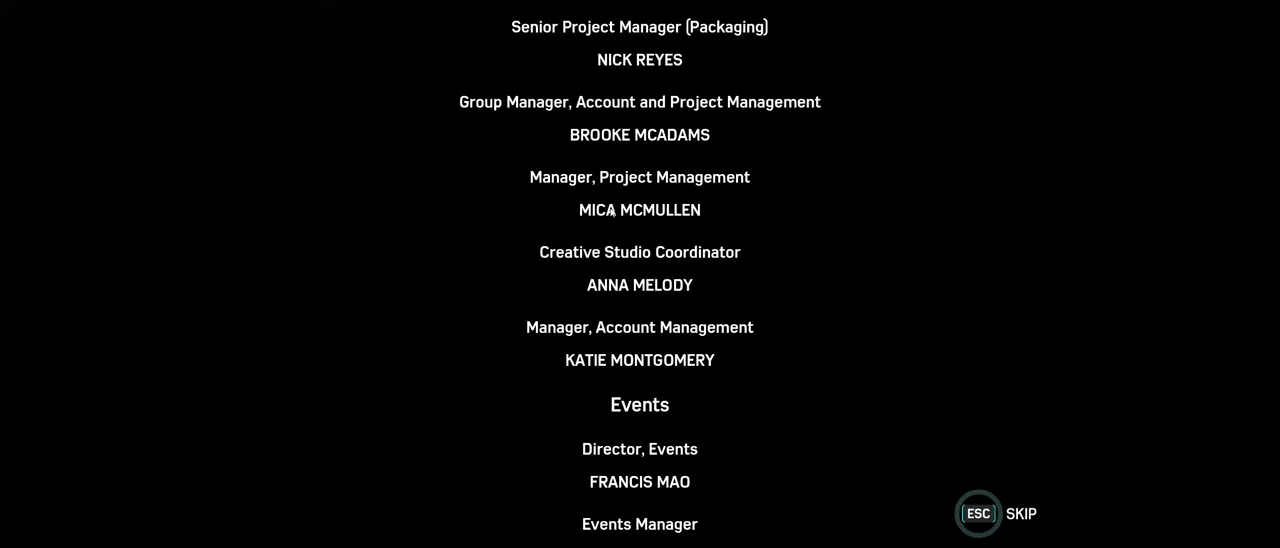 Senior Project Manager (Packaging)
NICK REYES
Group Manager, Account and Project Management
BROOKE MCADAMS
Manager, Project Management
MICA MCMULLEN
Creative Studio Coordinator
ANNA MELODY
Manager, Account Management
KATIE MONTGOMERY
Events
Director, Events
FRANCIS MAO
Events Manager
ESC SKIP